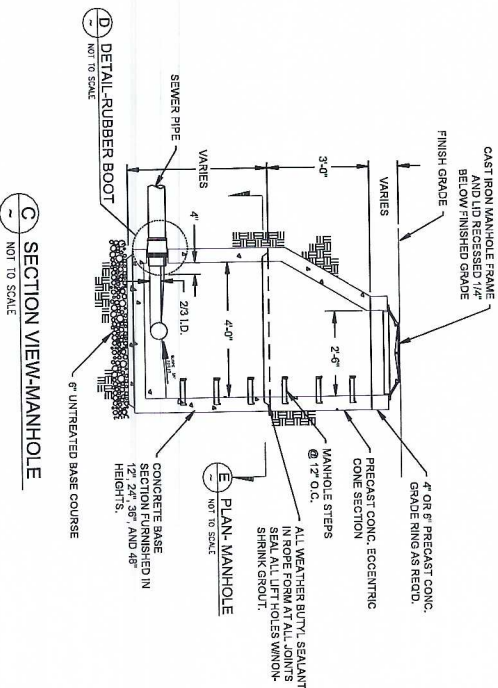 CAST IRON MANHOLE FRAME
AND LID RECESSED 1/4"
BELOW FINISHED GRADE
FINISH GRADE
4" OR 6" PRECAST CONC.
GRADE RING AS REQ'D.
VARIES
3'-0"
2'-6"
PRECAST CONC. ECCENTRIC
CONE SECTION
MANHOLE STEPS
@ 12" O.C.
ALL WEATHER BUTYL SEALANT
IN ROPE FORM AT ALL JOINTS
SEAL ALL LIFT HOLES W/NON-
SHRINK GROUT.
VARIES
4'-0"
4"
E
~
PLAN- MANHOLE
NOT TO SCALE
SEWER PIPE
2/3 I.D.
CONCRETE BASE
SECTION FURNISHED IN
12", 24", 36", AND 48"
HEIGHTS.
D
~
DETAIL-RUBBER BOOT
NOT TO SCALE
6" UNTREATED BASE COURSE
C
~
SECTION VIEW-MANHOLE
NOT TO SCALE